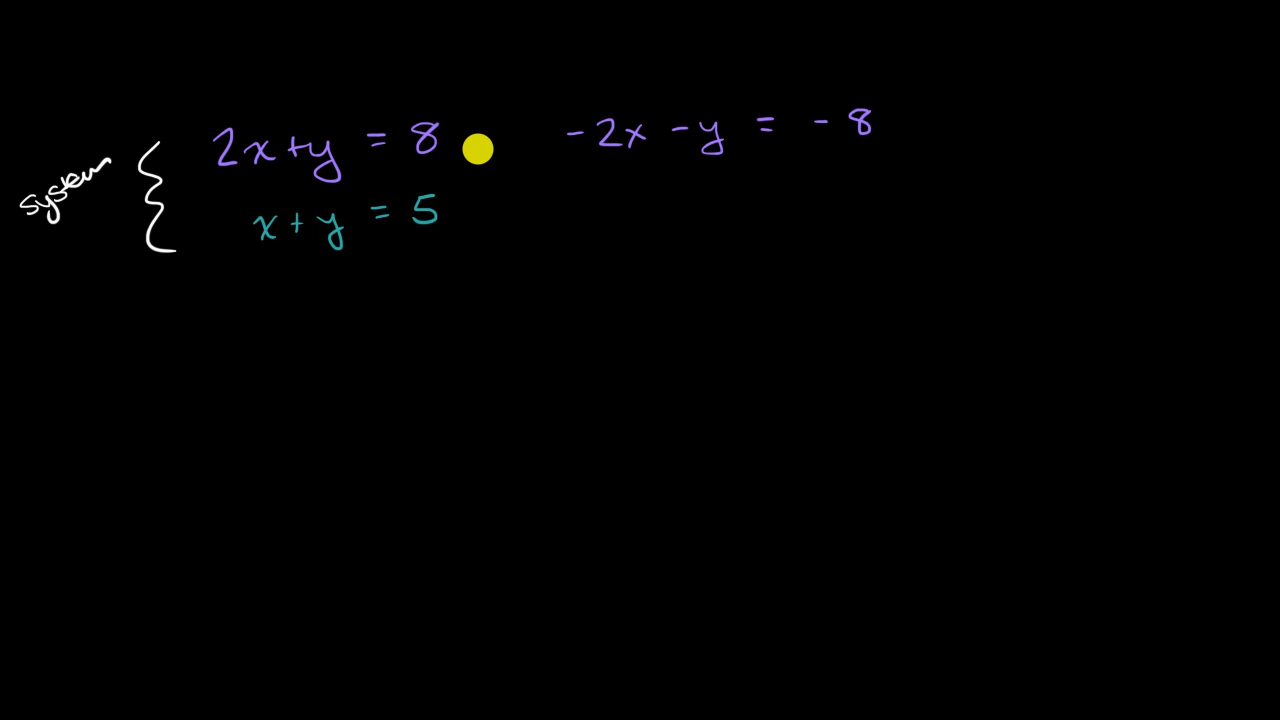 system
2x+y = 8
-2x -y = -8
x+y = 5